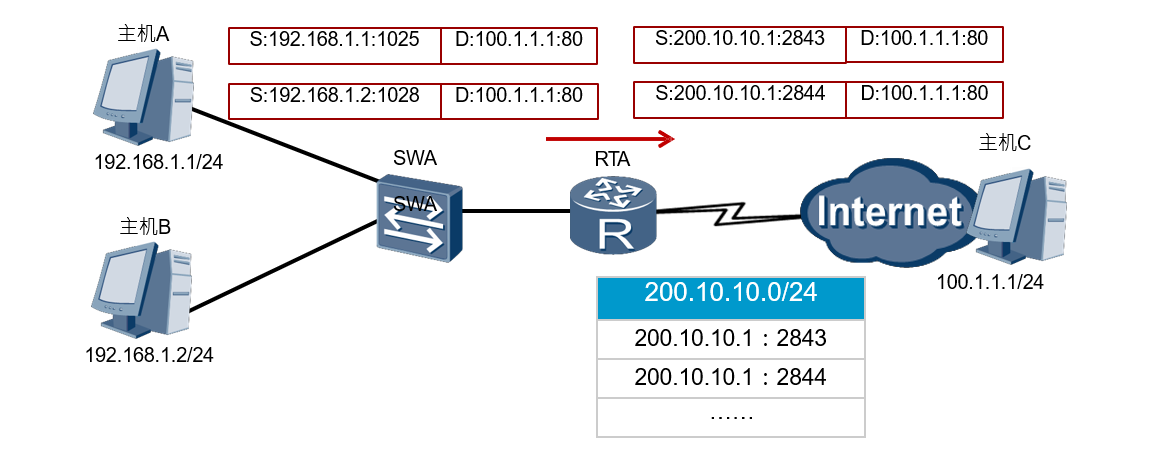 主机A
S:192.168.1.1:1025 D:100.1.1.1:80
S:200.10.10.1:2843 D:100.1.1.1:80
S:192.168.1.2:1028 D:100.1.1.1:80
S:200.10.10.1:2844 D:100.1.1.1:80
192.168.1.1/24
SWA
SWA
RTA
R
主机C
Internet
100.1.1.1/24
主机B
192.168.1.2/24
200.10.10.0/24
200.10.10.1：2843
200.10.10.1：2844
……